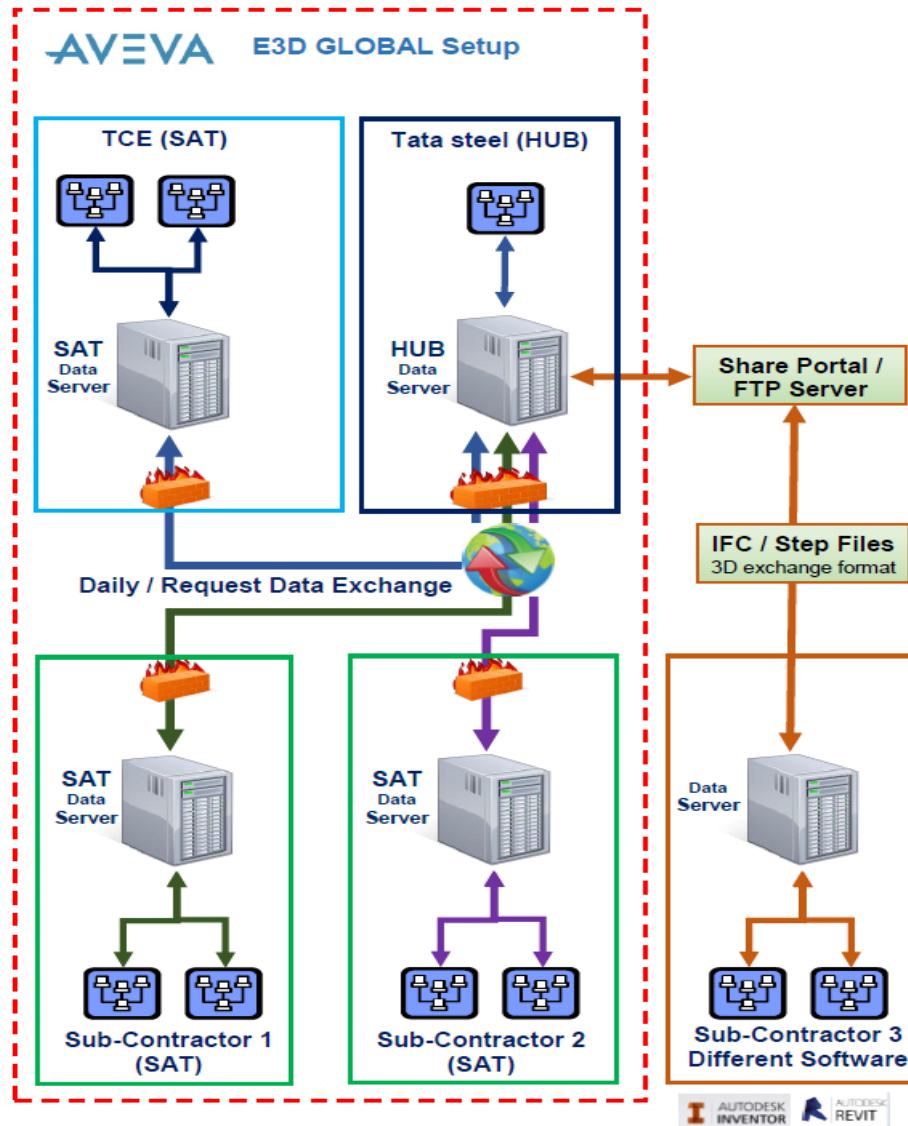 AVEVA E3D GLOBAL Setup
TCE (SAT)
Tata steel (HUB)
SAT
Data
Server
HUB
Data
Server
Share Portal /
FTP Server
IFC / Step Files
3D exchange format
Daily / Request Data Exchange
SAT
Data
Server
SAT
Data
Server
Data
Server
Sub-Contractor 1
(SAT)
Sub-Contractor 2
(SAT)
Sub-Contractor 3
Different Software
I AUTODESK
INVENTOR
R AUTODESK
REVIT